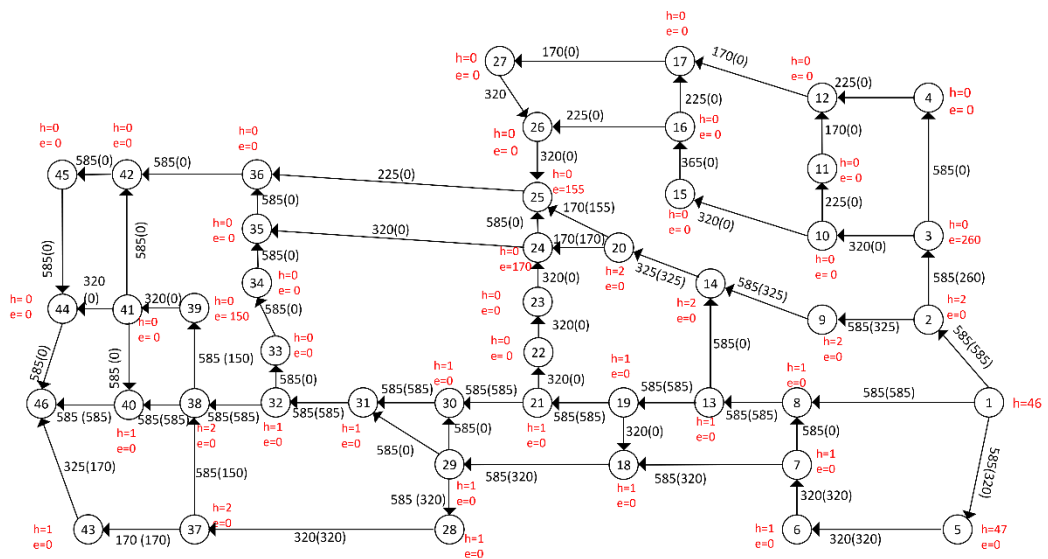 h=0
e= 0
27
170(0)
17
170(0)
h=0
e= 0
12
225(0)
4
h=0
e= 0
320
h=0
e= 0
26
225(0)
225(0)
16
h=0
e= 0
170(0)
585(0)
h=0
e= 0
45
585(0)
h=0
e= 0
42
585(0)
h=0
e= 0
36
225(0)
320(0)
h=0
e=155
25
365(0)
15
h=0
e= 0
11
h=0
e= 0
225(0)
585(0)
35
h=0
e= 0
320(0)
585(0)
170(155)
24
170(170)
20
h=0
e=170
h=2
e= 0
320(0)
10
h=0
e= 0
320(0)
3
h=0
e=260
585(0)
585(0)
34
h=0
e= 0
325(325)
14
h=2
e= 0
585(325)
585(260)
h=0
e= 0
44
320
(0)
41
h=0
e= 0
320(0)
39
h=0
e= 150
320(0)
23
h=0
e= 0
9
h=2
e=0
585(325)
2
h=2
e= 0
585(0)
585(0)
585 (0)
585 (150)
33
h=0
e= 0
585(0)
320(0)
22
h=0
e= 0
320(0)
585(0)
585(585)
46
585 (585)
40
h=1
e=0
585(585)
38
h=2
e=0
585(585)
32
h=1
e=0
585(585)
31
h=1
e=0
585(585)
30
h=1
e= 0
585(585)
21
h=1
e=0
585(585)
19
h=1
e= 0
585(585)
13
h=1
e=0
585(585)
8
h=1
e= 0
585(585)
1
h=46
325(170)
585(150)
585(0)
585(0)
29
h=1
e=0
585(320)
320(0)
18
h=1
e=0
585(320)
585(0)
7
h=1
e=0
585(320)
585 (320)
320(320)
h=1
e=0
43
170 (170)
37
h=2
e=0
320(320)
28
h=1
e=0
h=1
e=0
6
320(320)
5
h=47
e=0